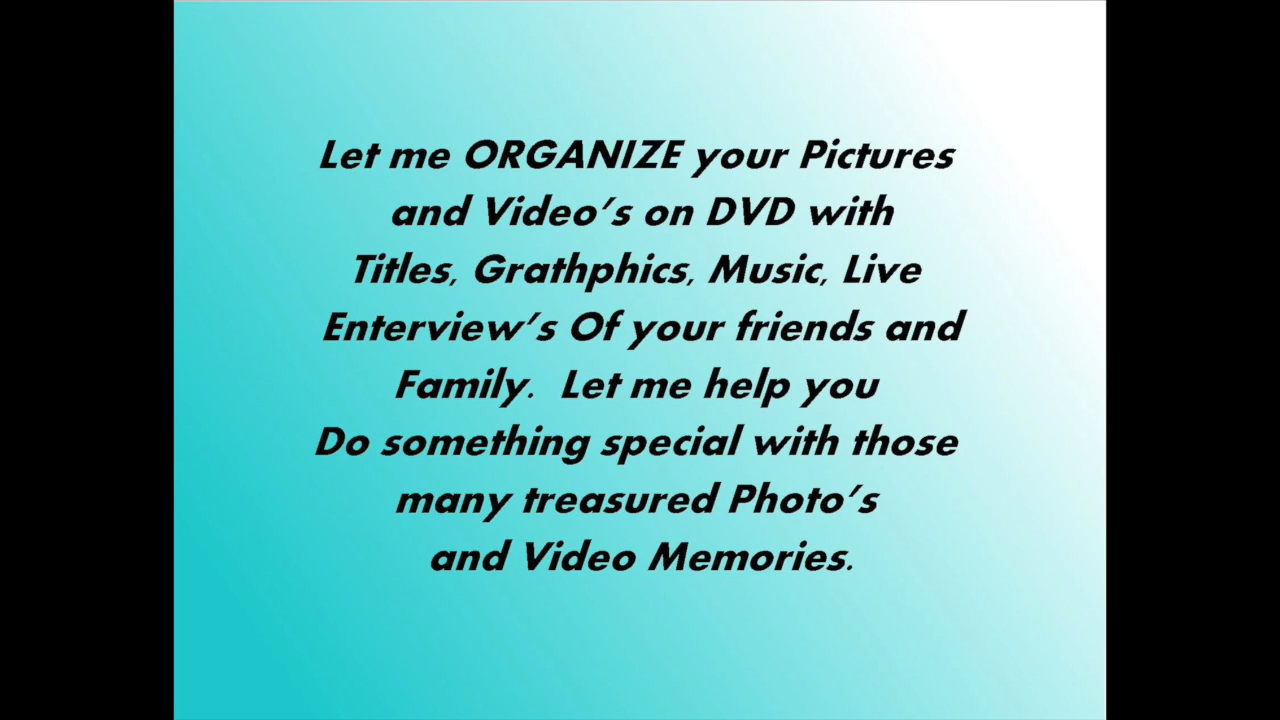 Let me ORGANIZE your Pictures
and Video's on DVD with
Titles, Grathphics, Music, Live
Enterview's Of your friends and
Family.  Let me help you
Do something special with those
many treasured Photo's
and Video Memories.